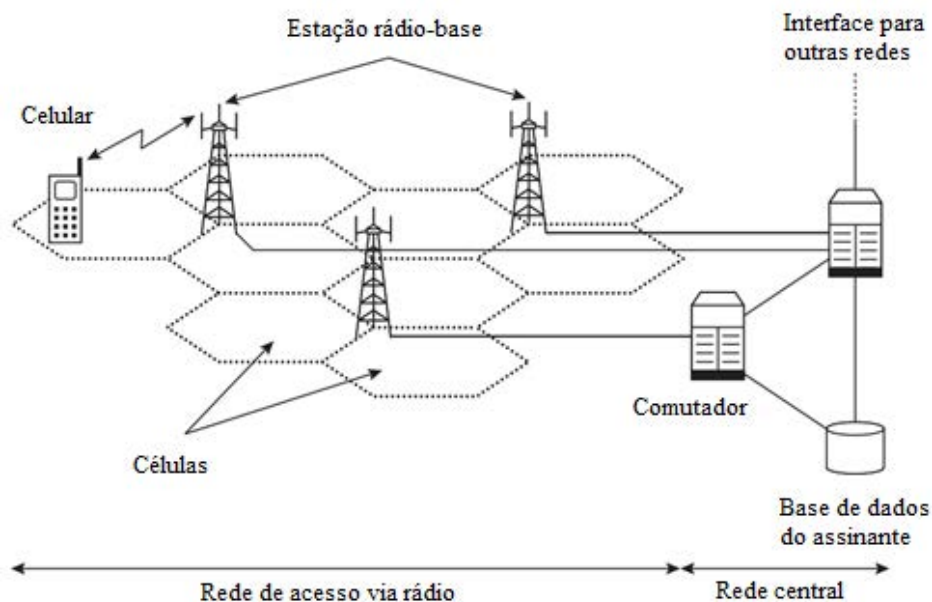 Estação rádio-base
Interface para
outras redes
Celular
Comutador
Células
Base de dados
do assinante
Rede de acesso via rádio
Rede central